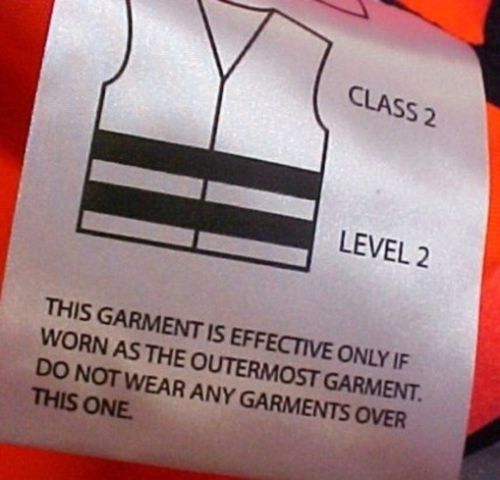 CLASS 2
LEVEL 2
THIS GARMENT IS EFFECTIVE ONLY IF
WORN AS THE OUTERMOST GARMENT.
DO NOT WEAR ANY GARMENTS OVER
THIS ONE.